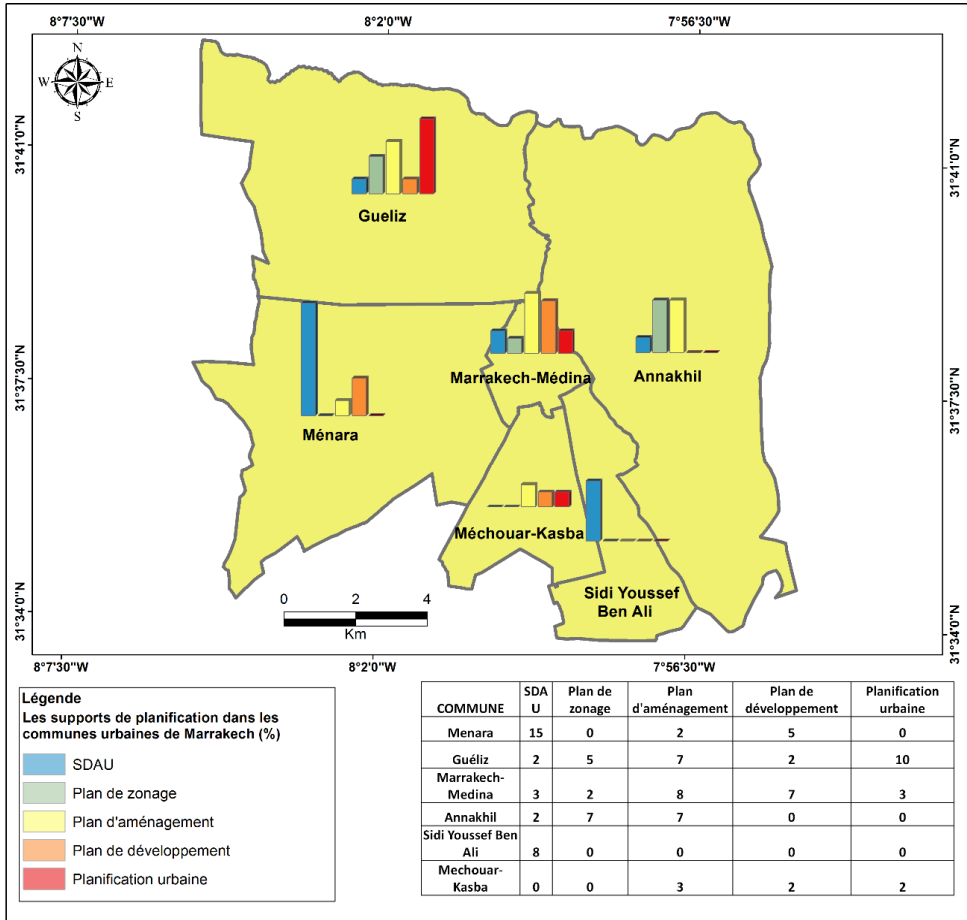 8°7'30"W 8°2'0"W 7°56'30"W
N
W E
S
31°41'0"N 31°41'0"N
Gueliz
31°37'30"N 31°37'30"N
Marrakech-Médina Annakhil
Ménara
Méchouar-Kasba
Sidi Youssef
Ben Ali
0 2 4
Km
31°34'0"N 31°34'0"N
8°7'30"W 8°2'0"W 7°56'30"W
Légende
Les supports de planification dans les
communes urbaines de Marrakech (%)
SDAU
Plan de zonage
Plan d'aménagement
Plan de développement
Planification urbaine
COMMUNE SDA U Plan de zonage Plan d'aménagement Plan de développement Planification urbaine
Menara 15 0 2 5 0
Guéliz 2 5 7 2 10
Marrakech-
Medina 3 2 8 7 3
Annakhil 2 7 7 0 0
Sidi Youssef Ben
Ali 8 0 0 0 0
Mechouar-
Kasba 0 0 3 2 2